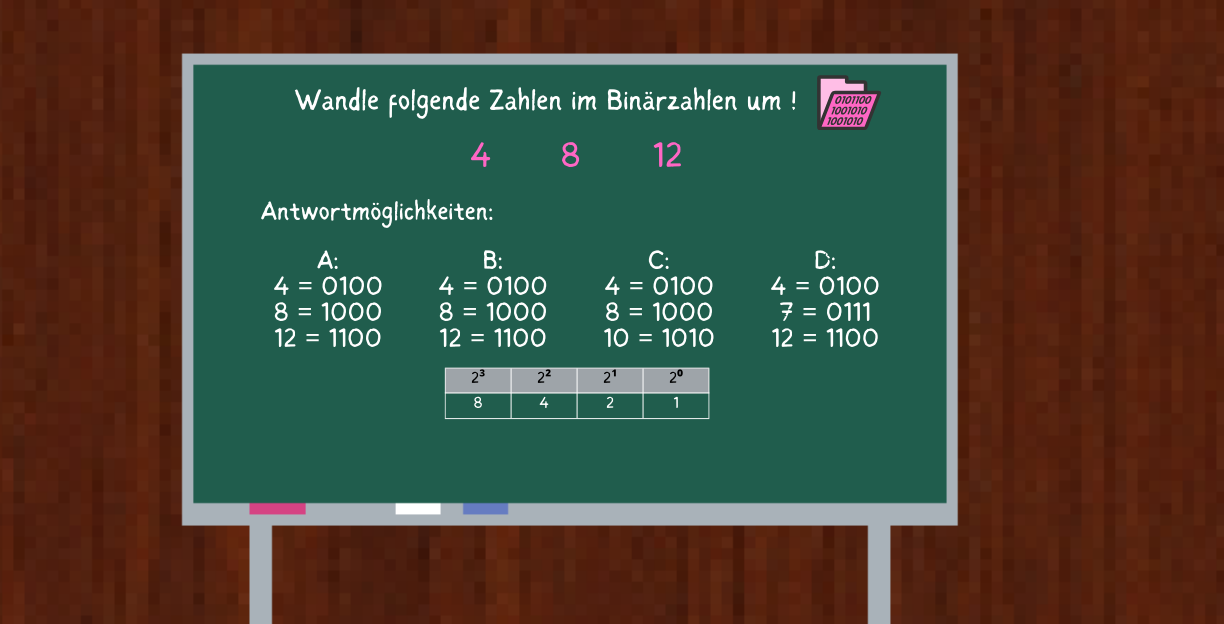 Wandle folgende Zahlen im Binärzahlen um !
0101100
1001010
1001010
4 8 12
Antwortmöglichkeiten:
A:
4 = 0100
8 = 1000
12 = 1100
B:
4 = 0100
8 = 1000
12 = 1100
C:
4 = 0100
8 = 1000
10 = 1010
D:
4 = 0100
7 = 0111
12 = 1100
2³ 2² 2¹ 2⁰
8 4 2 1